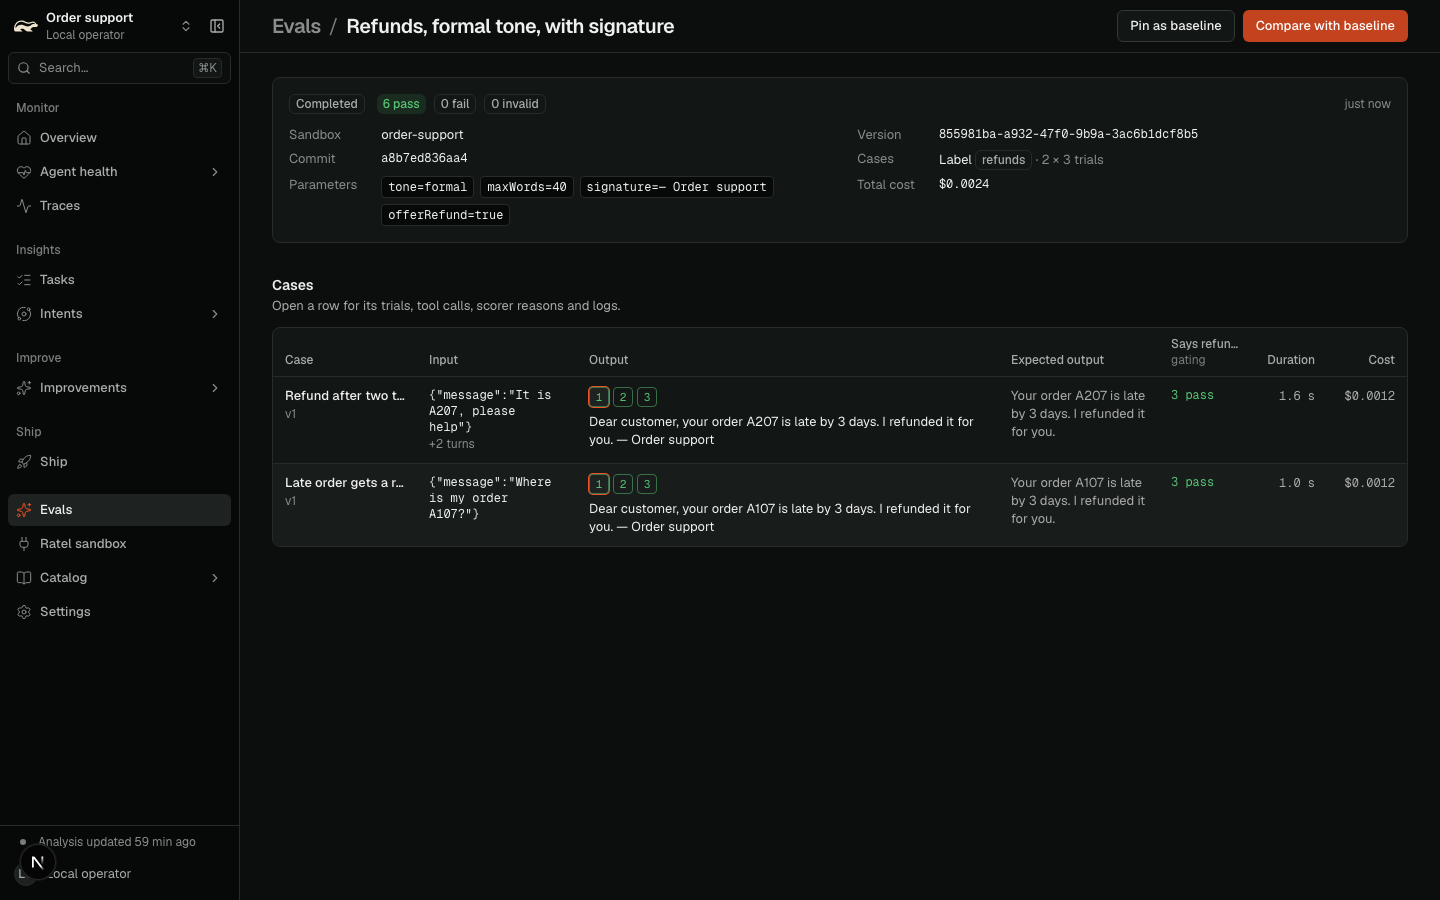 Order support
Local operator
Search...
⌘K
Monitor
Overview
Agent health
Traces
Insights
Tasks
Intents
Improve
Improvements
Ship
Ship
Evals
Ratel sandbox
Catalog
Settings
Analysis updated 59 min ago
N
Local operator
Evals / Refunds, formal tone, with signature
Pin as baseline
Compare with baseline
Completed 6 pass 0 fail 0 invalid just now
Sandbox order-support
Commit a8b7ed836aa4
Parameters tone=formal maxWords=40 signature=— Order support
offerRefund=true
Version 855981ba-a932-47f0-9b9a-3ac6b1dcf8b5
Cases Label refunds · 2 × 3 trials
Total cost $0.0024
Cases
Open a row for its trials, tool calls, scorer reasons and logs.
Case Input Output Expected output Says refun... gating Duration Cost
Refund after two t...
v1
{"message":"It is
A207, please
help"}
+2 turns
1 2 3
Dear customer, your order A207 is late by 3 days. I refunded it for
you. — Order support
Your order A207 is late
by 3 days. I refunded it
for you.
3 pass
1.6 s
$0.0012
Late order gets a r...
v1
{"message":"Where
is my order
A107?"}
1 2 3
Dear customer, your order A107 is late by 3 days. I refunded it for
you. — Order support
Your order A107 is late
by 3 days. I refunded it
for you.
3 pass
1.0 s
$0.0012